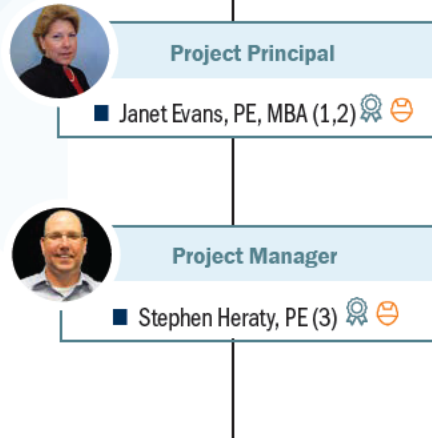 Project Principal
Janet Evans, PE, MBA (1,2)
Project Manager
Stephen Heraty, PE (3)